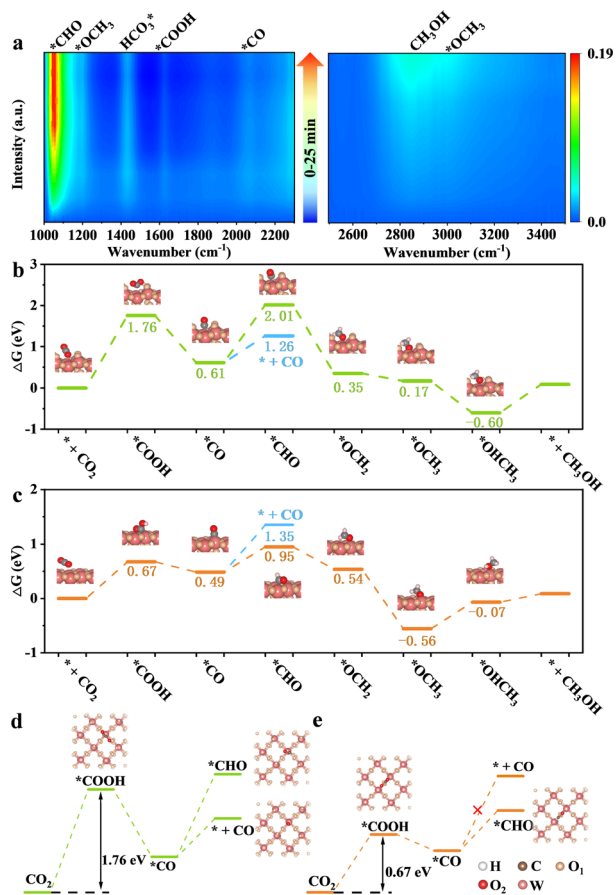 a
*CHO
*OCH₃
HCO₃*
*COOH
*CO
CH₃OH
*OCH₃
Intensity (a.u.)
0-25 min
0.19
0.0
1000 1200 1400 1600 1800 2000 2200
Wavenumber (cm⁻¹)
2600 2800 3000 3200 3400
Wavenumber (cm⁻¹)
b
ΔG (eV)
3
2
1
0
-1
1.76
0.61
2.01
1.26
* + CO
0.35
0.17
−0.60
* + CO₂
*COOH
*CO
*CHO
*OCH₂
*OCH₃
*OHCH₃
* + CH₃OH
c
ΔG (eV)
2
1
0
-1
0.67
0.49
* + CO
1.35
0.95
0.54
−0.56
−0.07
* + CO₂
*COOH
*CO
*CHO
*OCH₂
*OCH₃
*OHCH₃
* + CH₃OH
d
*COOH
*CHO
* + CO
*CO
CO₂
1.76 eV
e
* + CO
*COOH
*CHO
*CO
CO₂
0.67 eV
H C O₁
O₂ W